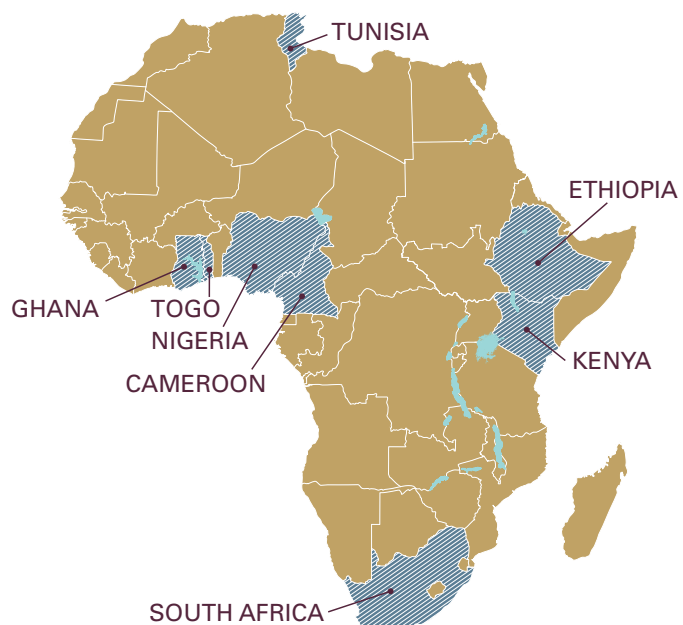 TUNISIA
ETHIOPIA
GHANA
TOGO
NIGERIA
KENYA
CAMEROON
SOUTH AFRICA